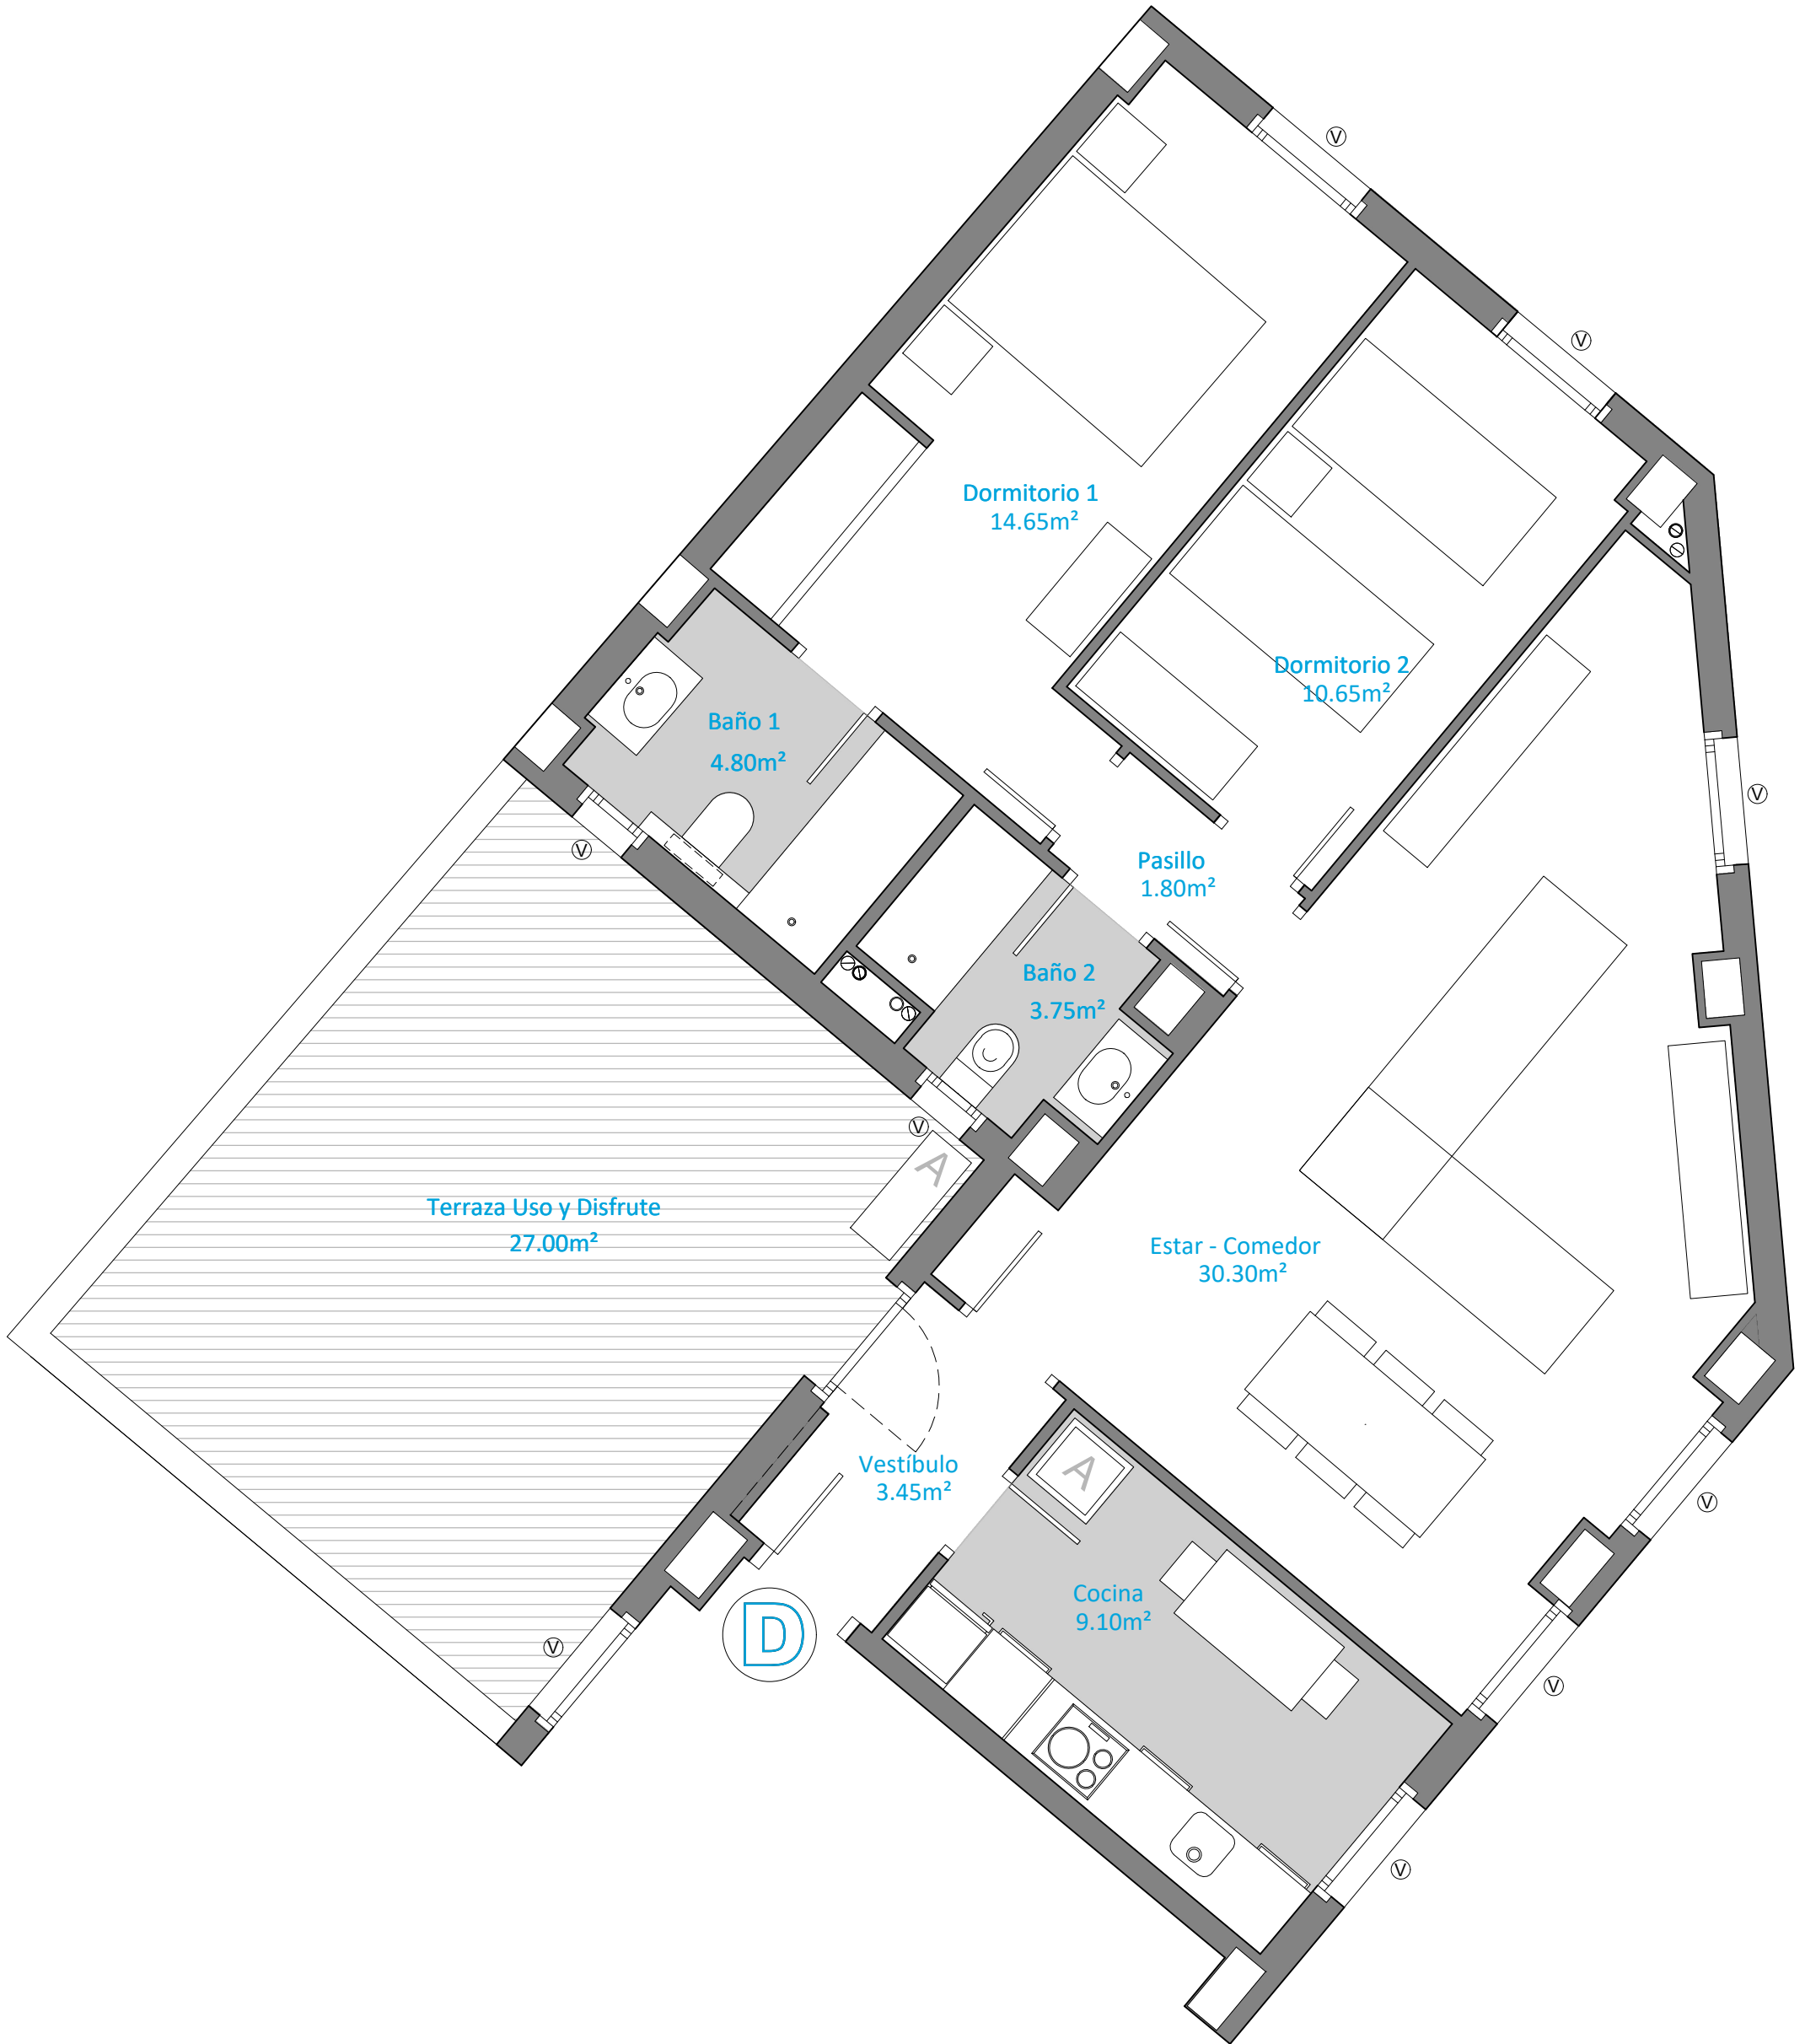 V
V
Dormitorio 1
14.65m²
Dormitorio 2
10.65m²
Baño 1
4.80m²
V
V
Pasillo
1.80m²
Baño 2
3.75m²
V
A
Terraza Uso y Disfrute
27.00m²
Estar - Comedor
30.30m²
Vestíbulo
3.45m²
A
V
Cocina
9.10m²
D
V
V
V